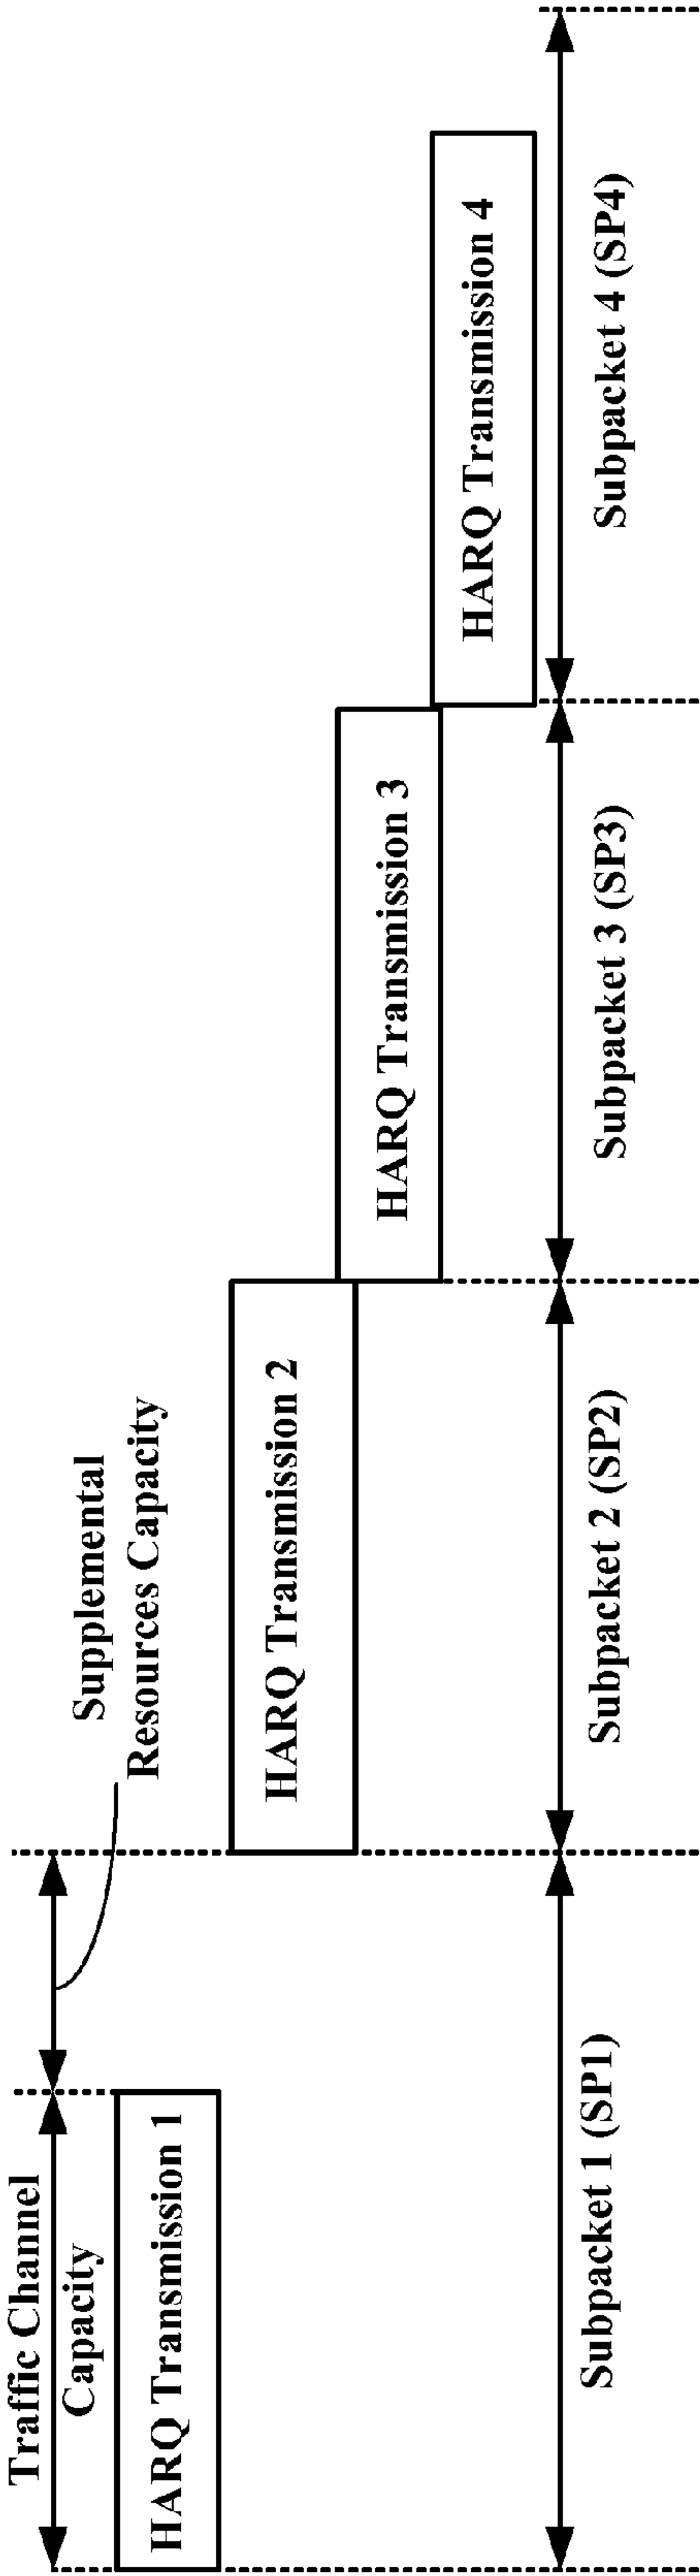 Traffic Channel
Capacity
Supplemental
Resources Capacity
HARQ Transmission 1
HARQ Transmission 2
HARQ Transmission 3
HARQ Transmission 4
Subpacket 1 (SP1)
Subpacket 2 (SP2)
Subpacket 3 (SP3)
Subpacket 4 (SP4)